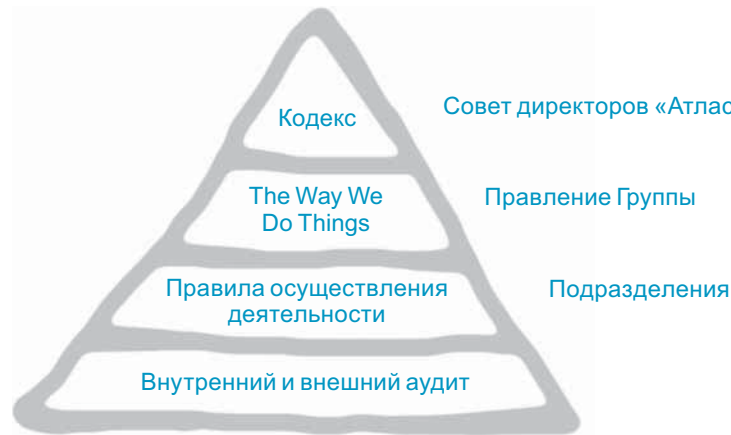 Кодекс
Совет директоров «Атлас
The Way We
Do Things
Правление Группы
Правила осуществления
деятельности
Подразделения
Внутренний и внешний аудит